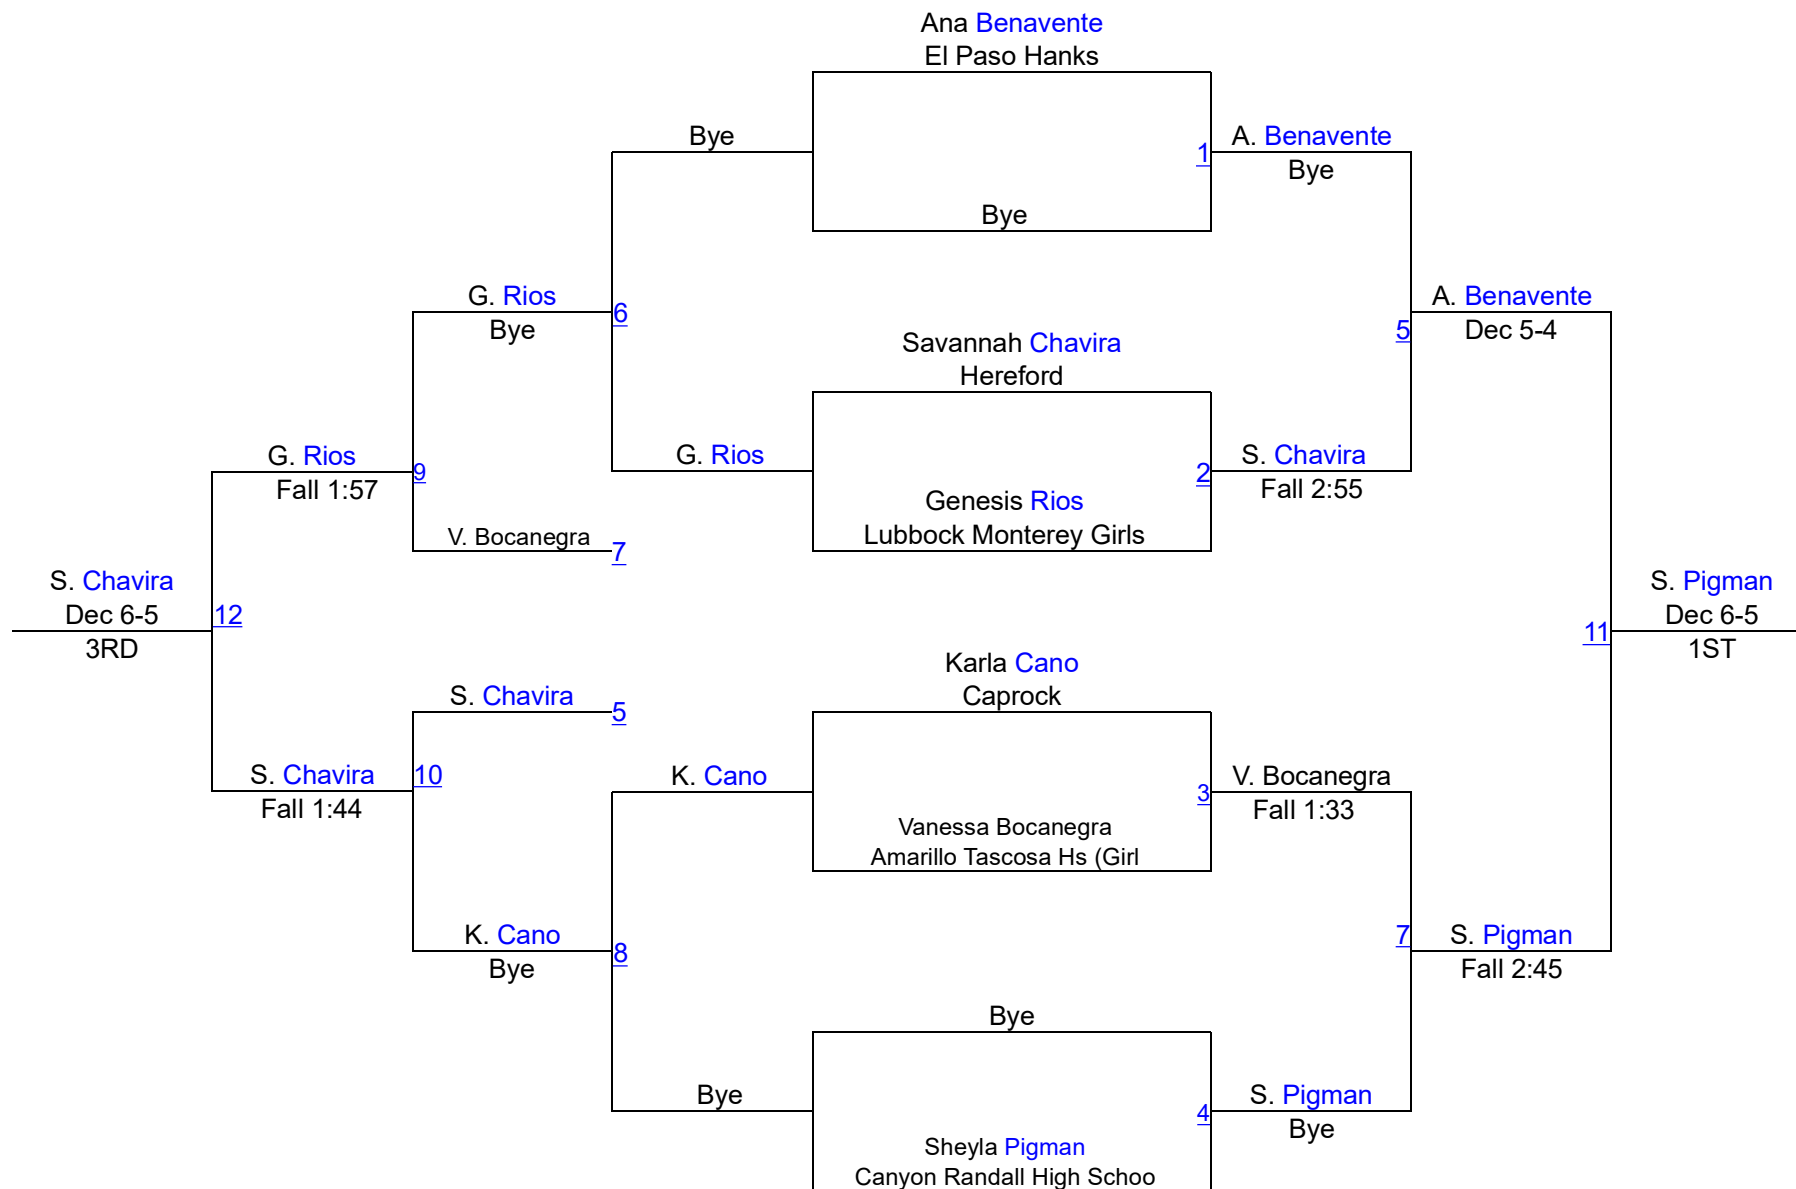 Ana Benavente
El Paso Hanks
Bye
1
A. Benavente
Bye
Bye
G. Rios
Bye
6
A. Benavente
Dec 5-4
5
Savannah Chavira
Hereford
G. Rios
Fall 1:57
9
G. Rios
2
S. Chavira
Fall 2:55
Genesis Rios
Lubbock Monterey Girls
V. Bocanegra
7
S. Chavira
Dec 6-5
3RD
12
S. Pigman
Dec 6-5
1ST
11
Karla Cano
Caprock
S. Chavira
5
S. Chavira
Fall 1:44
10
K. Cano
3
V. Bocanegra
Fall 1:33
Vanessa Bocanegra
Amarillo Tascosa Hs (Girl
K. Cano
Bye
8
7
S. Pigman
Fall 2:45
Bye
Bye
4
S. Pigman
Bye
Sheyla Pigman
Canyon Randall High Schoo